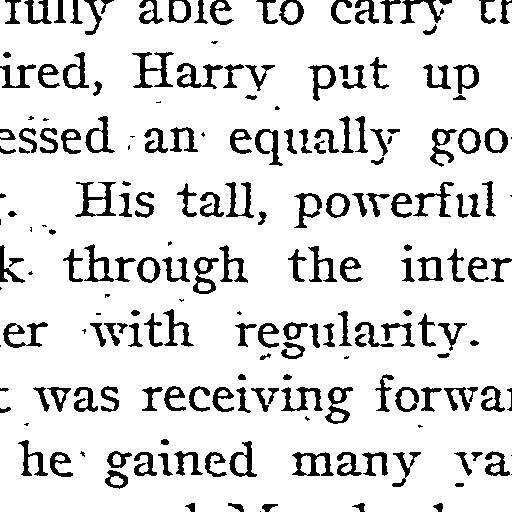 fully able to carry th
ired, Harry put up
essed an equally goo
. His tall, powerful
k through the inter
er with regularity.
t was receiving forwar
he gained many ya